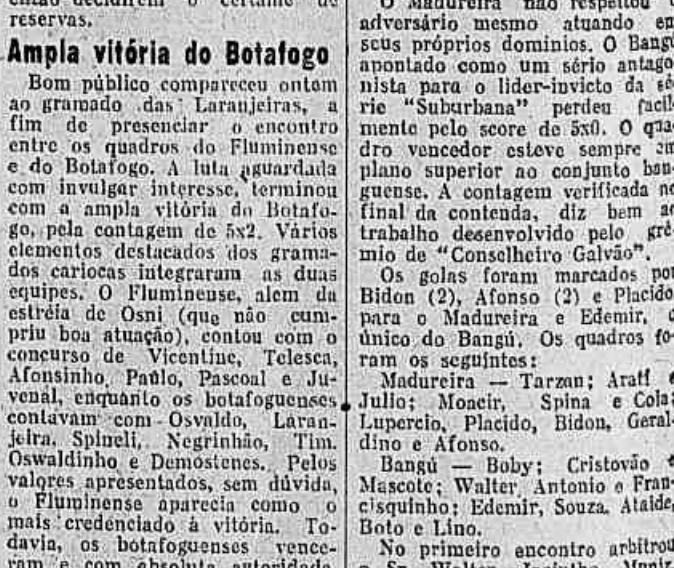 reservas.
Ampla vitória do Botafogo
Bom público compareceu ontem
ao gramado das Laranjeiras, a
fim de presenciar o encontro
entre os quadros do Fluminense
e do Botafogo. A luta aguardada
com invulgar interesse, terminou
com a ampla vitória do Botafo-
go, pela contagem de 5x2. Vários
elementos destacados dos grama-
dos cariocas integraram as duas
equipes. O Fluminense, alem da
estréia de Osni (que não cum-
priu boa atuação), contou com o
concurso de Vicentine, Telesca,
Afonsinho, Paulo, Pascoal e Ju-
venal, enquanto os botafoguenses
contavam com Osvaldo, Laran-
jeira, Spineli, Negrinhão, Tim,
Oswaldinho e Demóstenes. Pelos
valores apresentados, sem dúvida,
o Fluminense aparecia como o
mais credenciado à vitória. To-
davia, os botafoguenses vence-
ram e com absoluta autoridade.
O Madureira não respeitou o
adversário mesmo atuando em
seus próprios dominios. O Bangú
apontado como um sério antago-
nista para o lider-invicto da sé-
rie "Suburbana" perdeu facil-
mente pelo score de 5x0. O qua-
dro vencedor esteve sempre em
plano superior ao conjunto ban-
guense. A contagem verificada no
final da contenda, diz bem ao
trabalho desenvolvido pelo grê-
mio de "Conselheiro Galvão".
Os golas foram marcados por
Bidon (2), Afonso (2) e Placido
para o Madureira e Edemir, o
único do Bangú. Os quadros fo-
ram os seguintes:
Madureira — Tarzan; Arati e
Julio; Moacir, Spina e Cola;
Lupercio, Placido, Bidon, Geral-
dino e Afonso.
Bangú — Boby; Cristovão e
Mascote; Walter, Antonio e Fran-
cisquinho; Edemir, Souza, Ataide,
Boto e Lino.
No primeiro encontro arbitrou